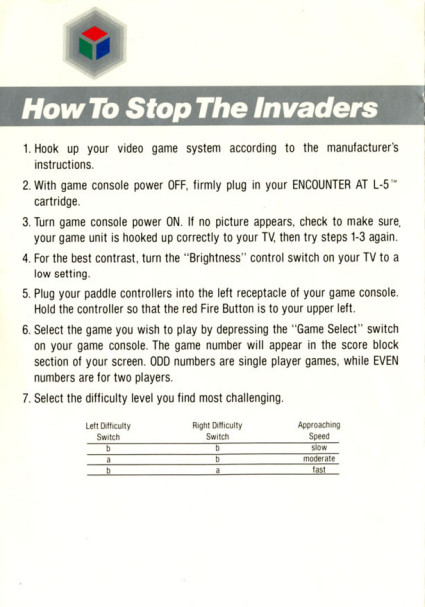 How To Stop The Invaders
1. Hook up your video game system according to the manufacturer's
instructions.
2. With game console power OFF, firmly plug in your ENCOUNTER AT L-5™
cartridge.
3. Turn game console power ON. If no picture appears, check to make sure,
your game unit is hooked up correctly to your TV, then try steps 1-3 again.
4. For the best contrast, turn the "Brightness" control switch on your TV to a
low setting.
5. Plug your paddle controllers into the left receptacle of your game console.
Hold the controller so that the red Fire Button is to your upper left.
6. Select the game you wish to play by depressing the "Game Select" switch
on your game console. The game number will appear in the score block
section of your screen. ODD numbers are single player games, while EVEN
numbers are for two players.
7. Select the difficulty level you find most challenging.
Left Difficulty Right Difficulty Approaching
Switch Switch Speed
b b slow
a b moderate
b a fast